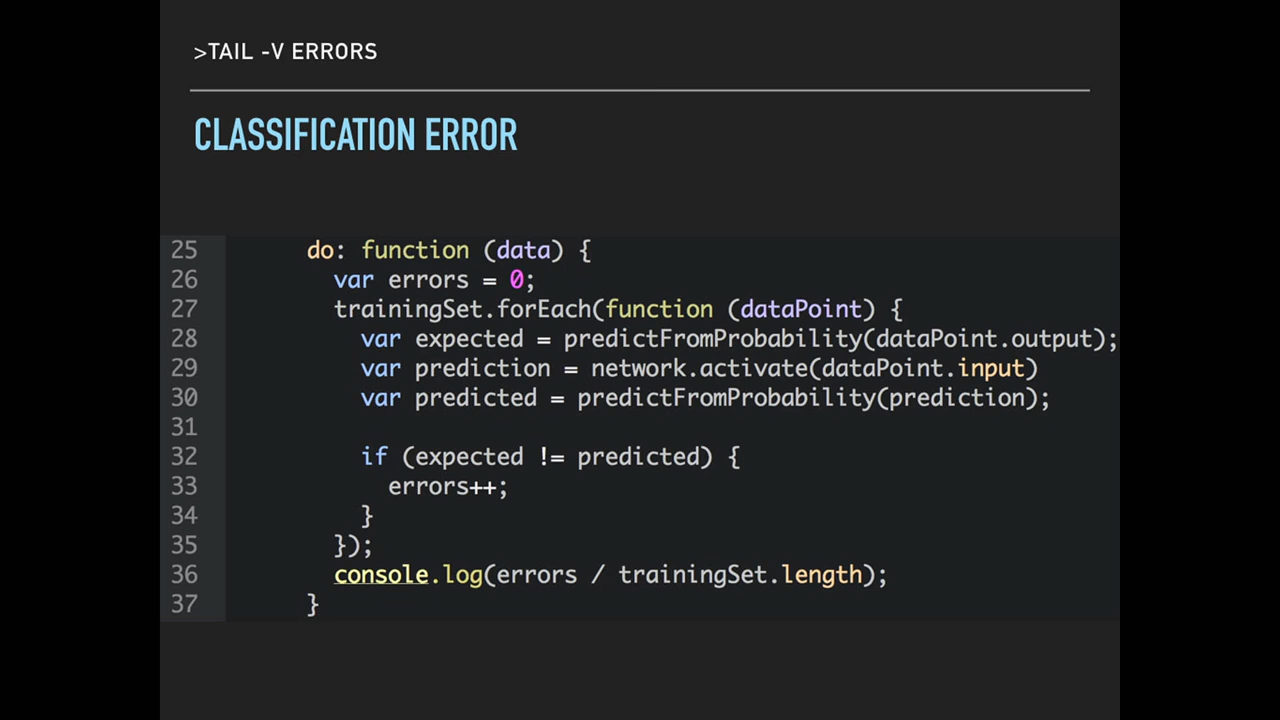 >TAIL -V ERRORS
CLASSIFICATION ERROR
25 do: function (data) {
26 var errors = 0;
27 trainingSet.forEach(function (dataPoint) {
28 var expected = predictFromProbability(dataPoint.output);
29 var prediction = network.activate(dataPoint.input)
30 var predicted = predictFromProbability(prediction);
31
32 if (expected != predicted) {
33 errors++;
34 }
35 });
36 console.log(errors / trainingSet.length);
37 }